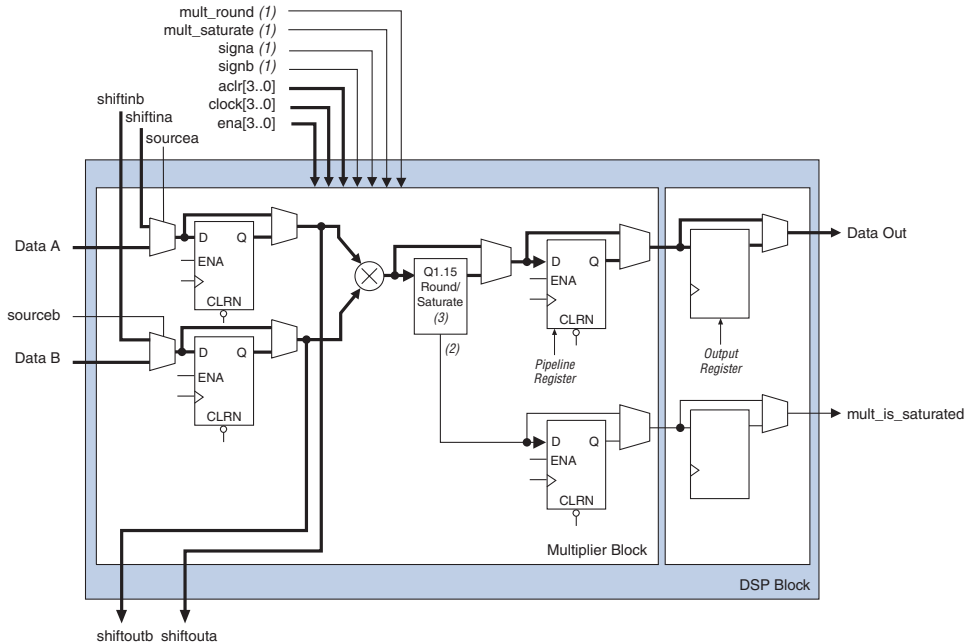 mult_round (1)
mult_saturate (1)
signa (1)
signb (1)
aclr[3..0]
clock[3..0]
ena[3..0]
shiftinb
shiftina
sourcea
Data A
D Q
ENA
CLRN
sourceb
Data B
D Q
ENA
CLRN
Q1.15
Round/
Saturate
(3)
(2)
D
Q
ENA
CLRN
Pipeline
Register
Output
Register
Data Out
D Q
ENA
CLRN
mult_is_saturated
Multiplier Block
DSP Block
shiftoutb shiftouta